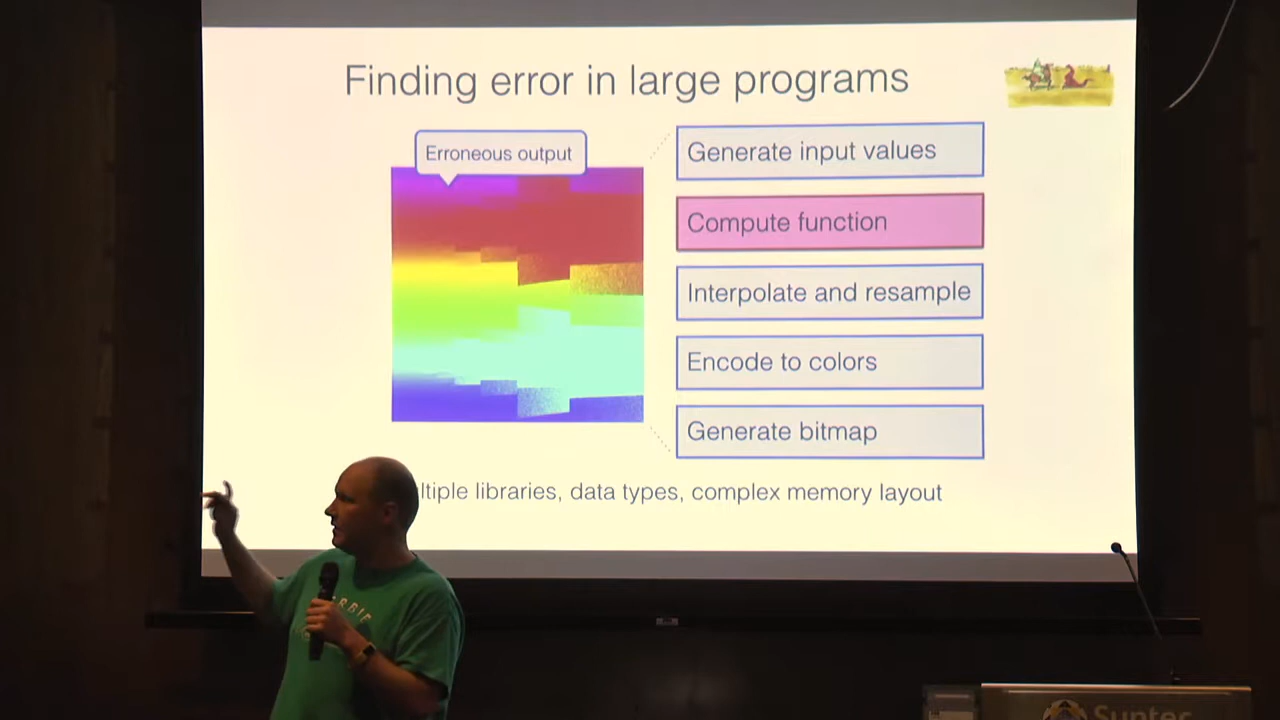 Finding error in large programs
Erroneous output
Generate input values
Compute function
Interpolate and resample
Encode to colors
Generate bitmap
ltiple libraries, data types, complex memory layout
Suntec